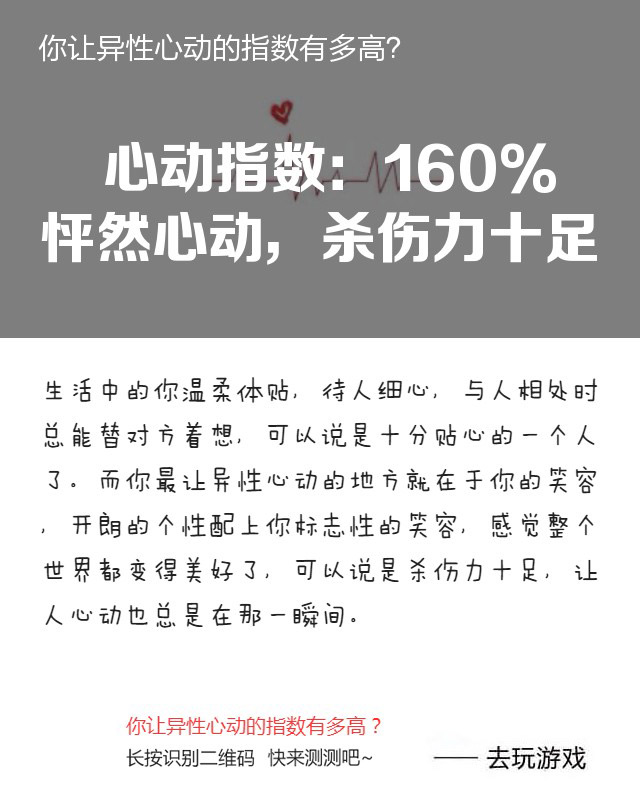 你让异性心动的指数有多高？
心动指数：160%
怦然心动，杀伤力十足
生活中的你温柔体贴，待人细心，与人相处时
总能替对方着想，可以说是十分贴心的一个人
了。而你最让异性心动的地方就在于你的笑容
，开朗的个性配上你标志性的笑容，感觉整个
世界都变得美好了，可以说是杀伤力十足，让
人心动也总是在那一瞬间。
你让异性心动的指数有多高？
长按识别二维码 快来测测吧~
—— 去玩游戏